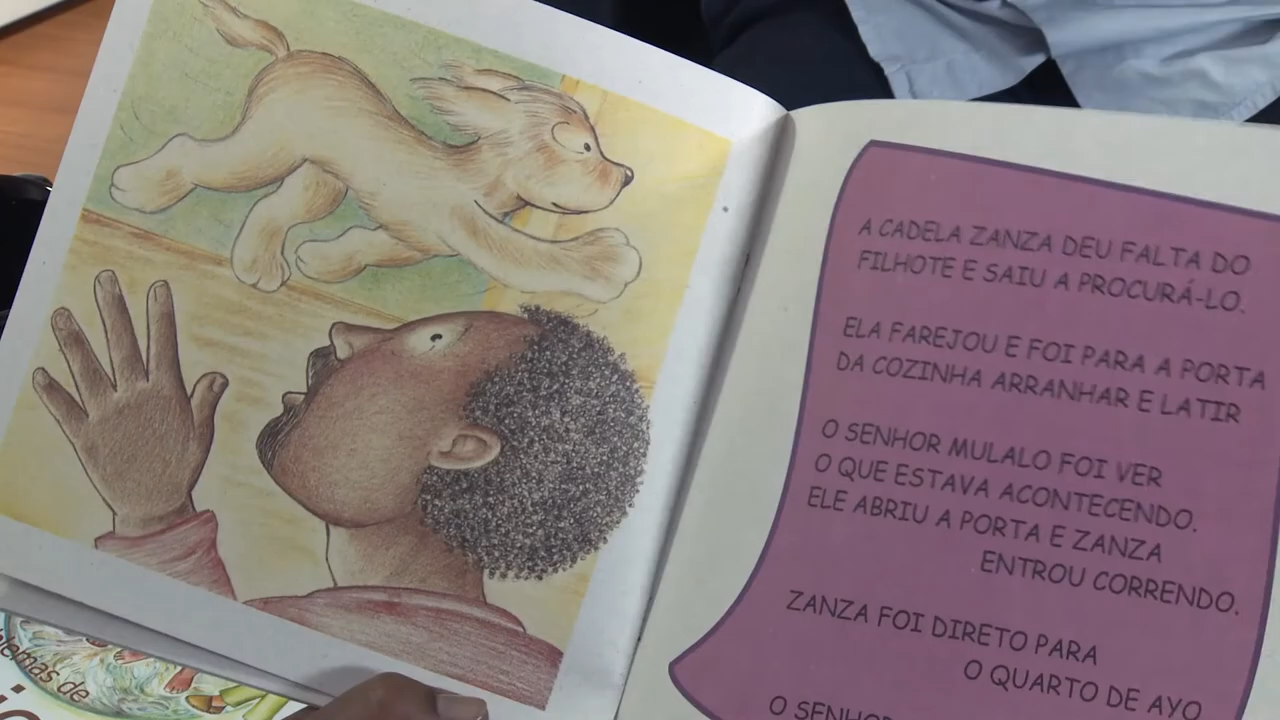 A CADELA ZANZA DEU FALTA DO
FILHOTE E SAIU A PROCURÁ-LO.
ELA FAREJOU E FOI PARA A PORTA
DA COZINHA ARRANHAR E LATIR
O SENHOR MULALO FOI VER
O QUE ESTAVA ACONTECENDO.
ELE ABRIU A PORTA E ZANZA
ENTROU CORRENDO.
ZANZA FOI DIRETO PARA
O QUARTO DE AYO
O SENHOR
de